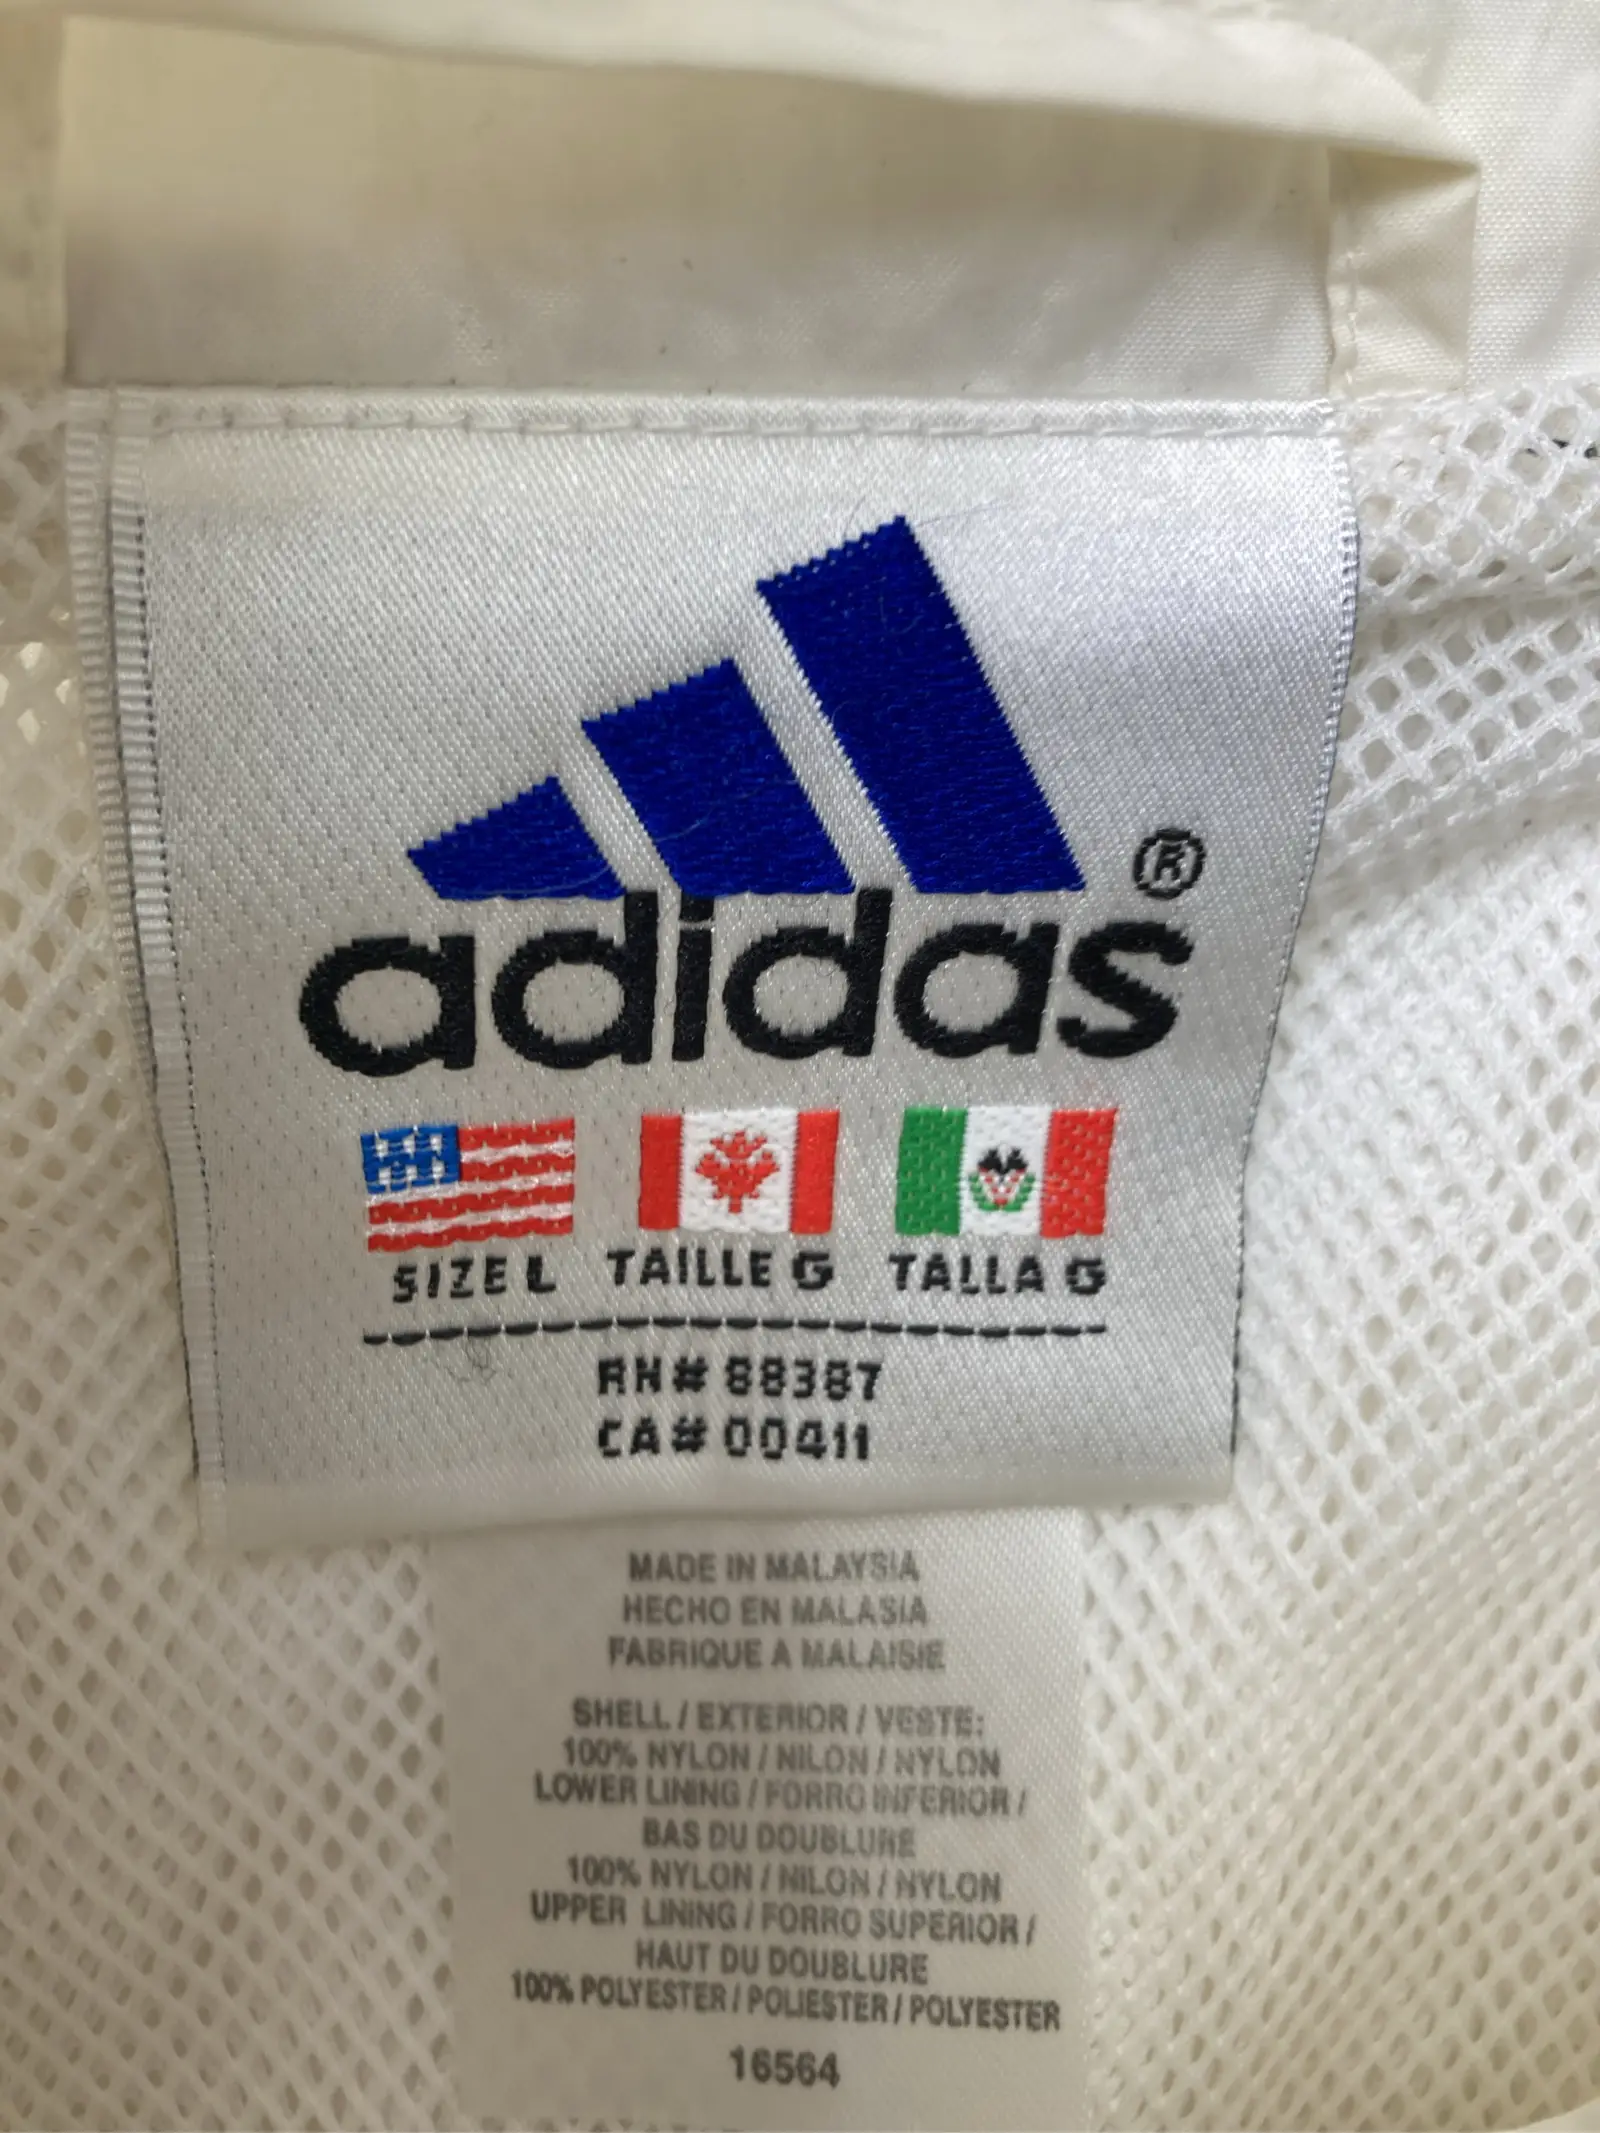 adidas®
SIZE L TAILLE G TALLA G
RN# 88387
CA# 00411
MADE IN MALAYSIA
HECHO EN MALASIA
FABRIQUE A MALAISIE
SHELL / EXTERIOR / VESTE:
100% NYLON / NILON / NYLON
LOWER LINING / FORRO INFERIOR /
BAS DU DOUBLURE
100% NYLON / NILON / NYLON
UPPER LINING / FORRO SUPERIOR /
HAUT DU DOUBLURE
100% POLYESTER / POLIESTER / POLYESTER
16564